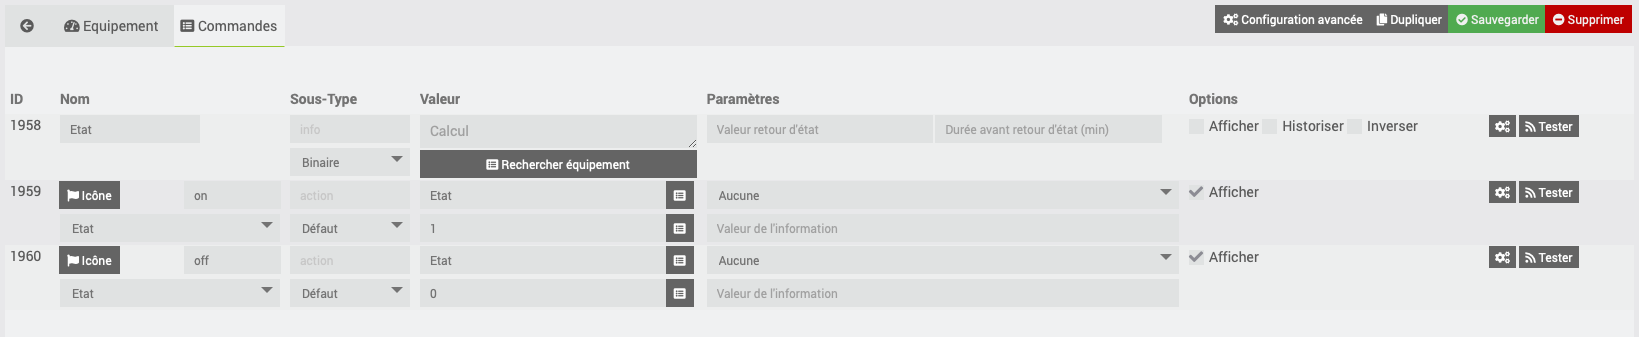 Equipement Commandes Configuration avancée Dupliquer Sauvegarder Supprimer
ID Nom Sous-Type Valeur Paramètres Options
1958 Etat info Calcul Valeur retour d'état Durée avant retour d'état (min) Afficher Historiser Inverser Tester
Binaire Rechercher équipement
1959 Icône on action Etat Aucune Afficher Tester
Etat Défaut 1 Valeur de l'information
1960 Icône off action Etat Aucune Afficher Tester
Etat Défaut 0 Valeur de l'information